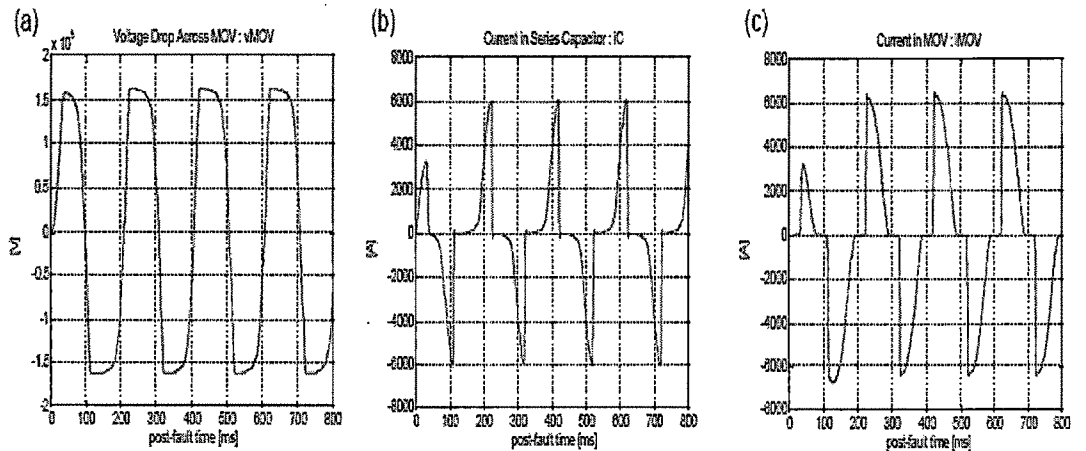 (a)
Voltage Drop Across MOV : vMOV
2 x 10
1.5
1
0.5
0
-0.5
-1
-1.5
-2
[V]
0 100 200 300 400 500 600 700 800
post-fault time [ms]
(b)
Current in Series Capacitor : iC
8000
6000
4000
2000
0
-2000
-4000
-6000
-8000
[A]
0 100 200 300 400 500 600 700 800
post-fault time [ms]
(c)
Current in MOV : iMOV
8000
6000
4000
2000
0
-2000
-4000
-6000
-8000
[A]
0 100 200 300 400 500 600 700 800
post-fault time [ms]